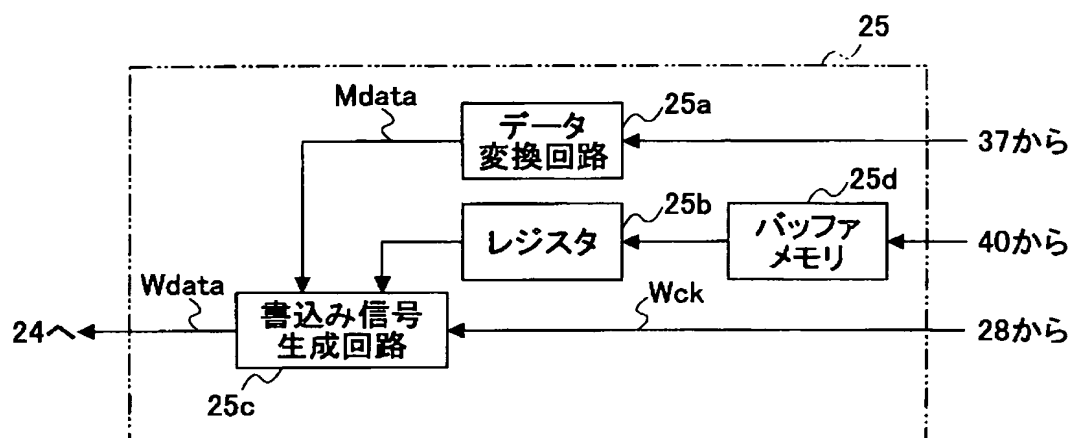 25
Mdata
25a
データ
変換回路
37から
25d
25b
レジスタ
バッファ
メモリ
40から
Wdata
Wck
24へ
書込み信号
生成回路
28から
25c